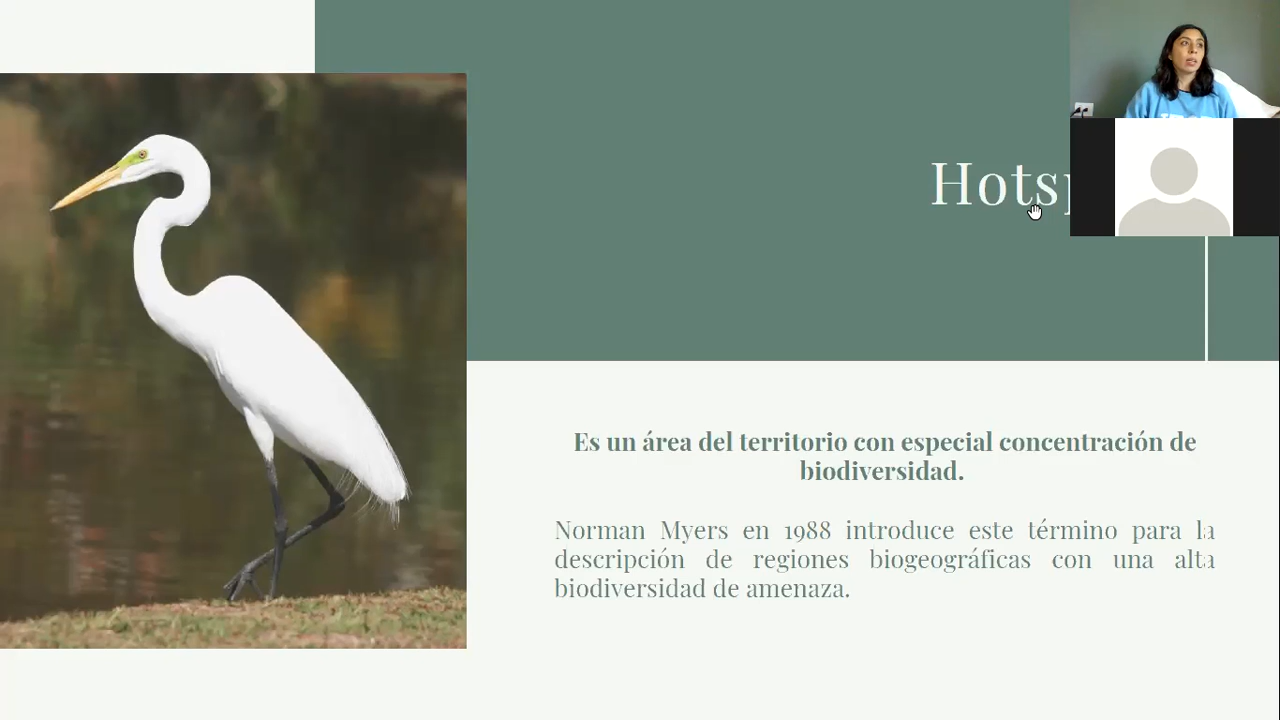 Es un área del territorio con especial concentración de
biodiversidad.
Norman Myers en 1988 introduce este término para la
descripción de regiones biogeográficas con una alta
biodiversidad de amenaza.